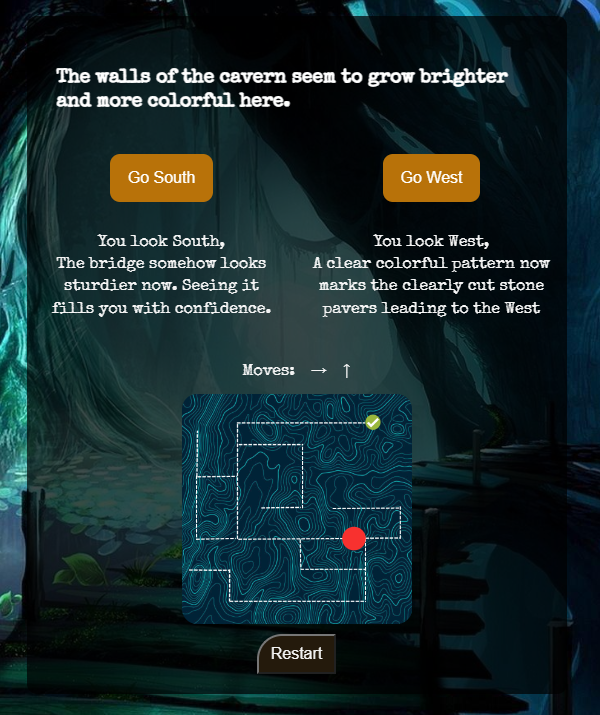 The walls of the cavern seem to grow brighter
and more colorful here.
Go South
Go West
You look South,
The bridge somehow looks
sturdier now. Seeing it
fills you with confidence.
You look West,
A clear colorful pattern now
marks the clearly cut stone
pavers leading to the West
Moves: → ↑
Restart